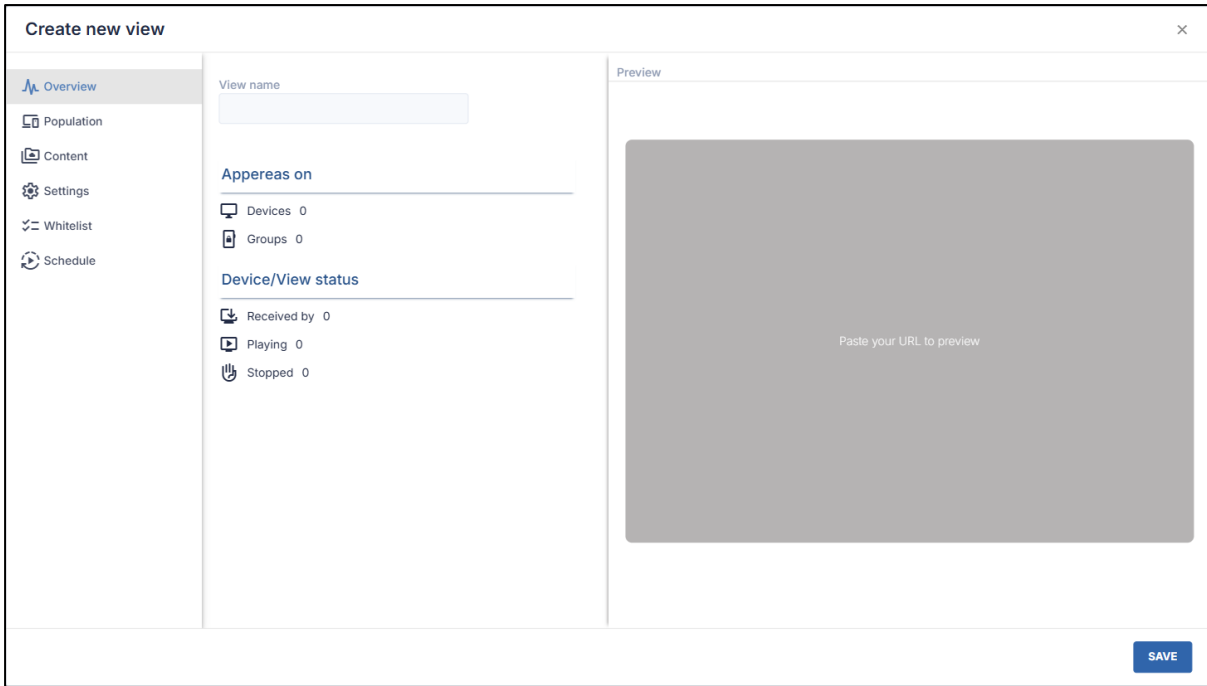 Create new view
Overview
Population
Content
Settings
Whitelist
Schedule
View name
Appereas on
Devices 0
Groups 0
Device/View status
Received by 0
Playing 0
Stopped 0
Preview
Paste your URL to preview
SAVE